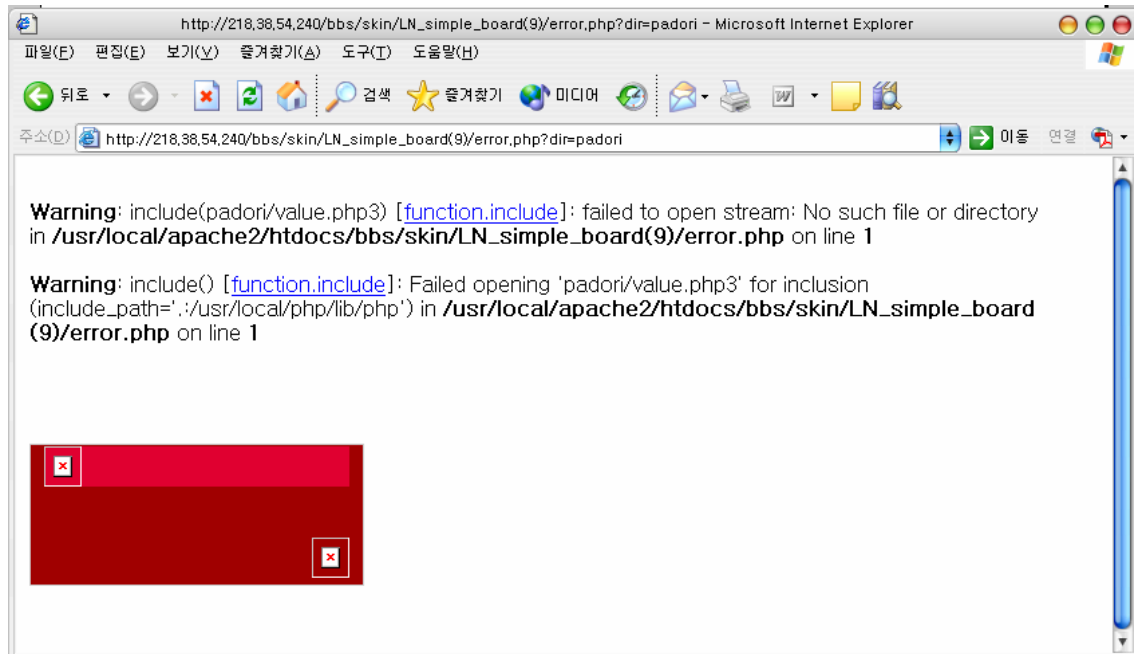 http://218,38,54,240/bbs/skin/LN_simple_board(9)/error,php?dir=padori - Microsoft Internet Explorer
파일(F) 편집(E) 보기(V) 즐겨찾기(A) 도구(T) 도움말(H)
뒤로 검색 즐겨찾기 미디어
주소(D) http://218,38,54,240/bbs/skin/LN_simple_board(9)/error,php?dir=padori 이동 연결
Warning: include(padori/value.php3) [function.include]: failed to open stream: No such file or directory
in /usr/local/apache2/htdocs/bbs/skin/LN_simple_board(9)/error.php on line 1
Warning: include() [function.include]: Failed opening 'padori/value.php3' for inclusion
(include_path='.:/usr/local/php/lib/php') in /usr/local/apache2/htdocs/bbs/skin/LN_simple_board
(9)/error.php on line 1